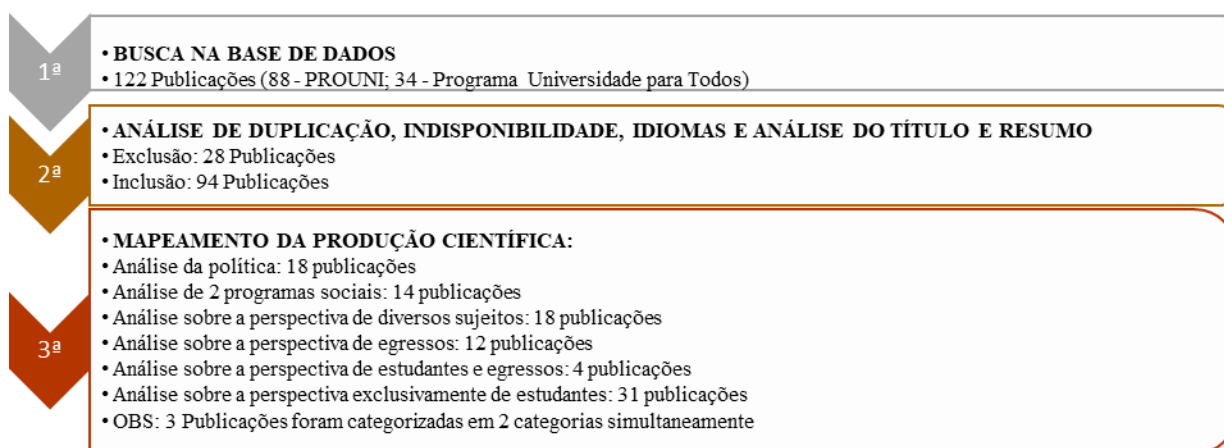 1ª
• BUSCA NA BASE DE DADOS
• 122 Publicações (88 - PROUNI; 34 - Programa Universidade para Todos)
2ª
• ANÁLISE DE DUPLICAÇÃO, INDISPONIBILIDADE, IDIOMAS E ANÁLISE DO TÍTULO E RESUMO
• Exclusão: 28 Publicações
• Inclusão: 94 Publicações
3ª
• MAPEAMENTO DA PRODUÇÃO CIENTÍFICA:
• Análise da política: 18 publicações
• Análise de 2 programas sociais: 14 publicações
• Análise sobre a perspectiva de diversos sujeitos: 18 publicações
• Análise sobre a perspectiva de egressos: 12 publicações
• Análise sobre a perspectiva de estudantes e egressos: 4 publicações
• Análise sobre a perspectiva exclusivamente de estudantes: 31 publicações
• OBS: 3 Publicações foram categorizadas em 2 categorias simultaneamente